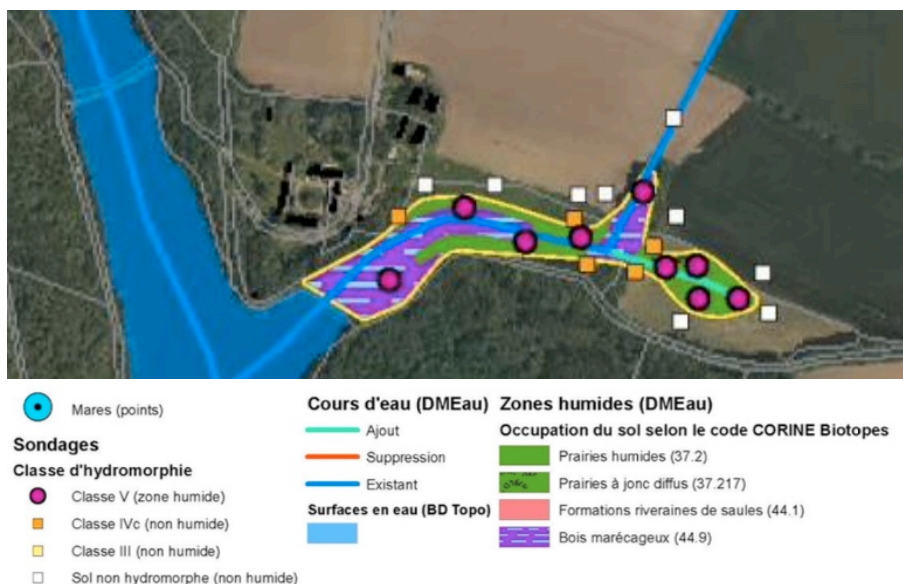 Mares (points)
Sondages
Classe d'hydromorphie
Classe V (zone humide)
Classe IVc (non humide)
Classe III (non humide)
Sol non hydromorphe (non humide)
Cours d'eau (DMEau)
Ajout
Suppression
Existant
Surfaces en eau (BD Topo)
Zones humides (DMEau)
Occupation du sol selon le code CORINE Biotopes
Prairies humides (37.2)
Prairies à jonc diffus (37.217)
Formations riveraines de saules (44.1)
Bois marécageux (44.9)